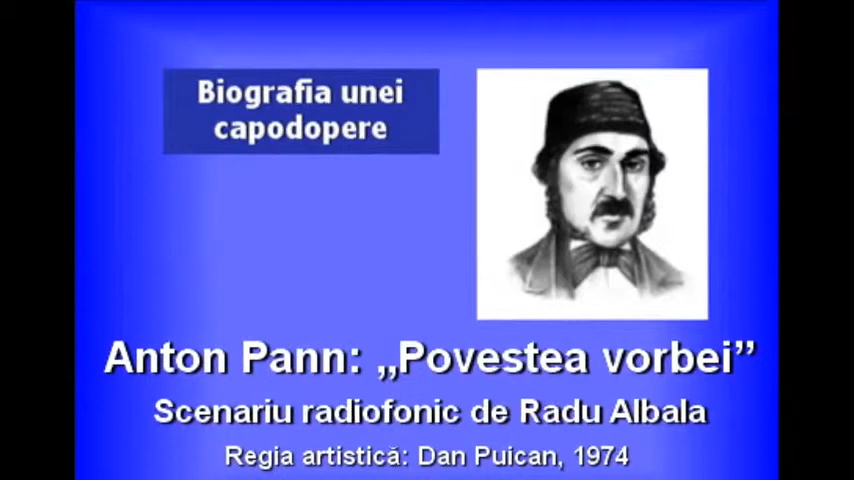 Biografia unei
capodopere
Anton Pann: „Povestea vorbei”
Scenariu radiofonic de Radu Albala
Regia artistică: Dan Puican, 1974